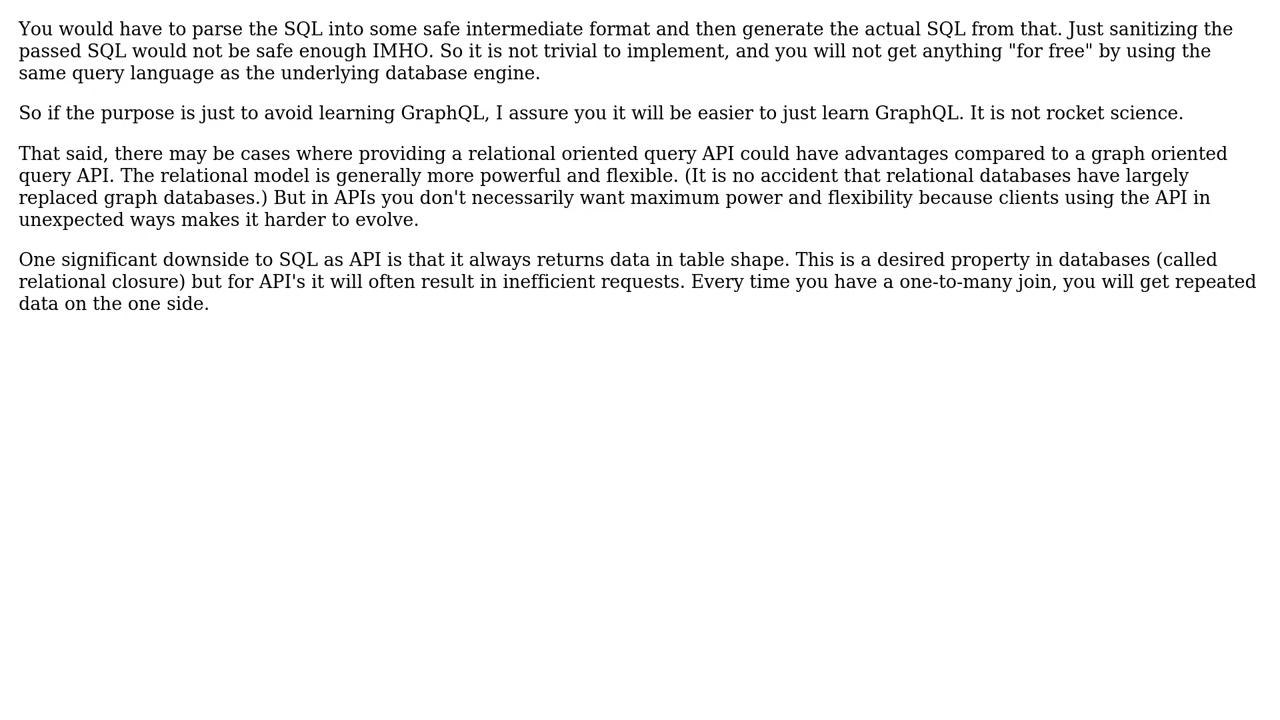 You would have to parse the SQL into some safe intermediate format and then generate the actual SQL from that. Just sanitizing the
passed SQL would not be safe enough IMHO. So it is not trivial to implement, and you will not get anything "for free" by using the
same query language as the underlying database engine.
So if the purpose is just to avoid learning GraphQL, I assure you it will be easier to just learn GraphQL. It is not rocket science.
That said, there may be cases where providing a relational oriented query API could have advantages compared to a graph oriented
query API. The relational model is generally more powerful and flexible. (It is no accident that relational databases have largely
replaced graph databases.) But in APIs you don't necessarily want maximum power and flexibility because clients using the API in
unexpected ways makes it harder to evolve.
One significant downside to SQL as API is that it always returns data in table shape. This is a desired property in databases (called
relational closure) but for API's it will often result in inefficient requests. Every time you have a one-to-many join, you will get repeated
data on the one side.